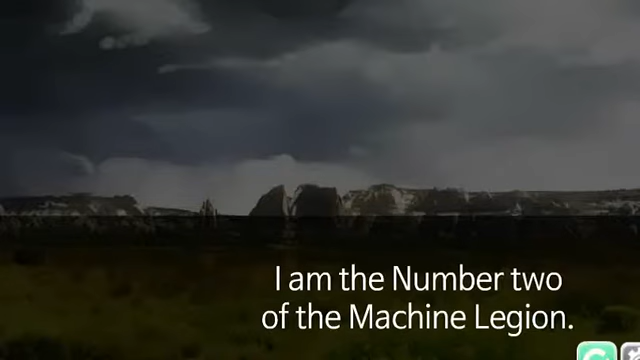 I am the Number two
of the Machine Legion.